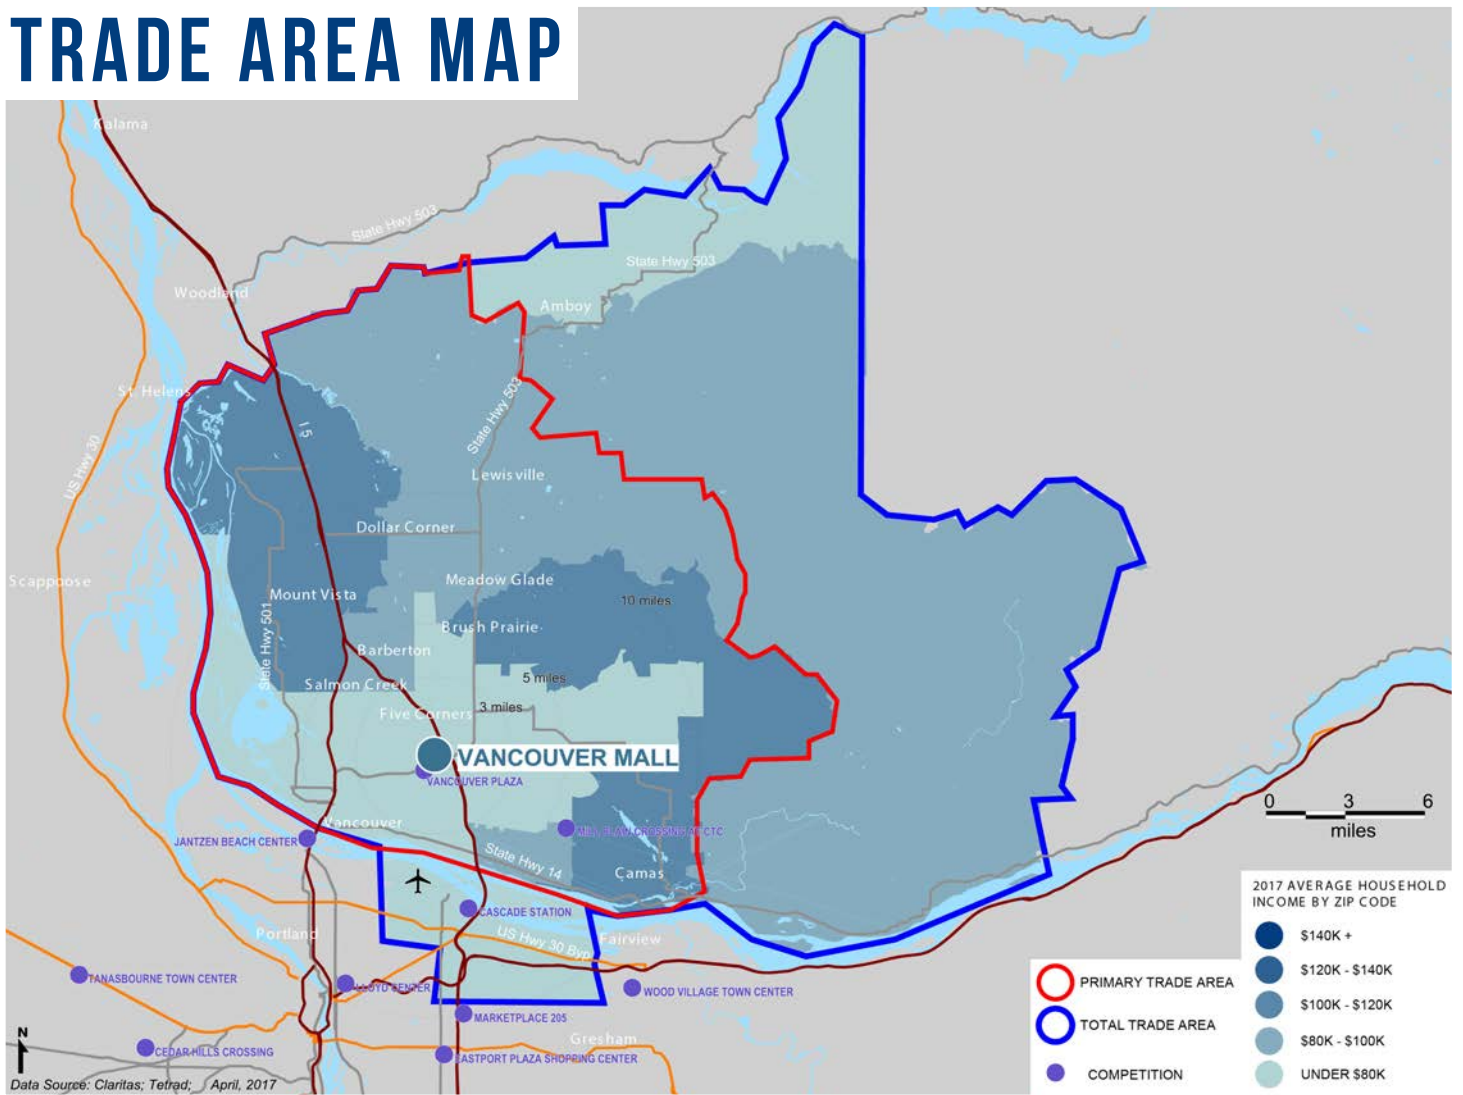 TRADE AREA MAP
Kalama
State Hwy 503
Woodland
State Hwy 503
Amboy
St. Helens
I 5
State Hwy 503
US Hwy 30
Lewisville
Dollar Corner
Scappoose
Meadow Glade
Mount Vista
10 miles
State Hwy 501
Brush Prairie
Barberton
5 miles
Salmon Creek
3 miles
Five Corners
VANCOUVER MALL
VANCOUVER PLAZA
Vancouver
MILL PLAIN CROSSING AT CTC
JANTZEN BEACH CENTER
State Hwy 14
Camas
CASCADE STATION
Portland
US Hwy 30 Byp
Fairview
TANASBOURNE TOWN CENTER
LLOYD CENTER
WOOD VILLAGE TOWN CENTER
MARKETPLACE 205
Gresham
CEDAR HILLS CROSSING
EASTPORT PLAZA SHOPPING CENTER
N
Data Source: Claritas; Tetrad; April, 2017
0 3 6
miles
PRIMARY TRADE AREA
TOTAL TRADE AREA
COMPETITION
2017 AVERAGE HOUSEHOLD
INCOME BY ZIP CODE
$140K +
$120K - $140K
$100K - $120K
$80K - $100K
UNDER $80K